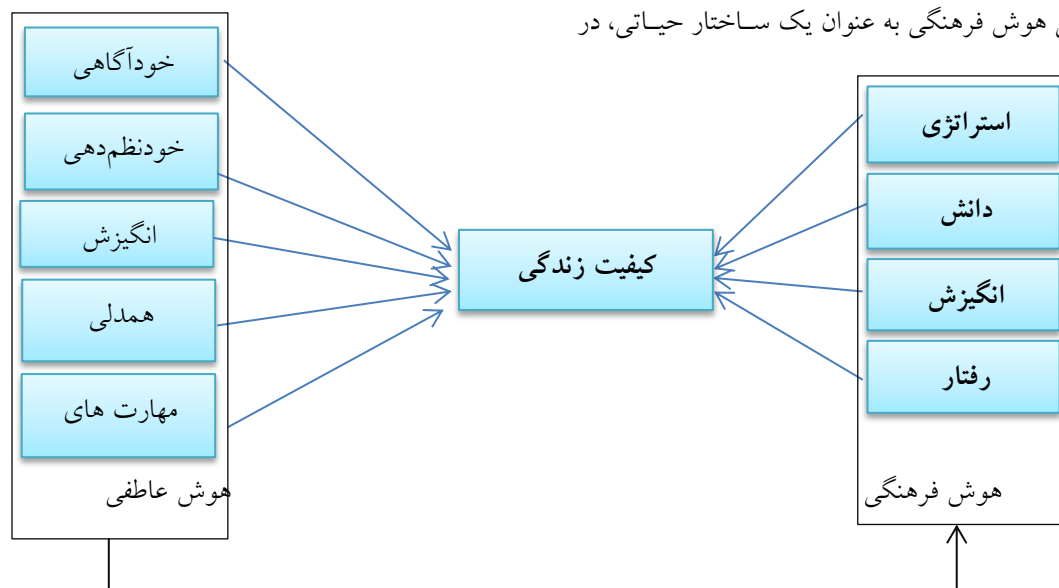 هوش فرهنگی به عنوان یک ساختار حیاتی، در
استراتژی
دانش
انگیزش
رفتار
هوش فرهنگی
کیفیت زندگی
خودآگاهی
خودنظم‌دهی
انگیزش
همدلی
مهارت های
هوش عاطفی